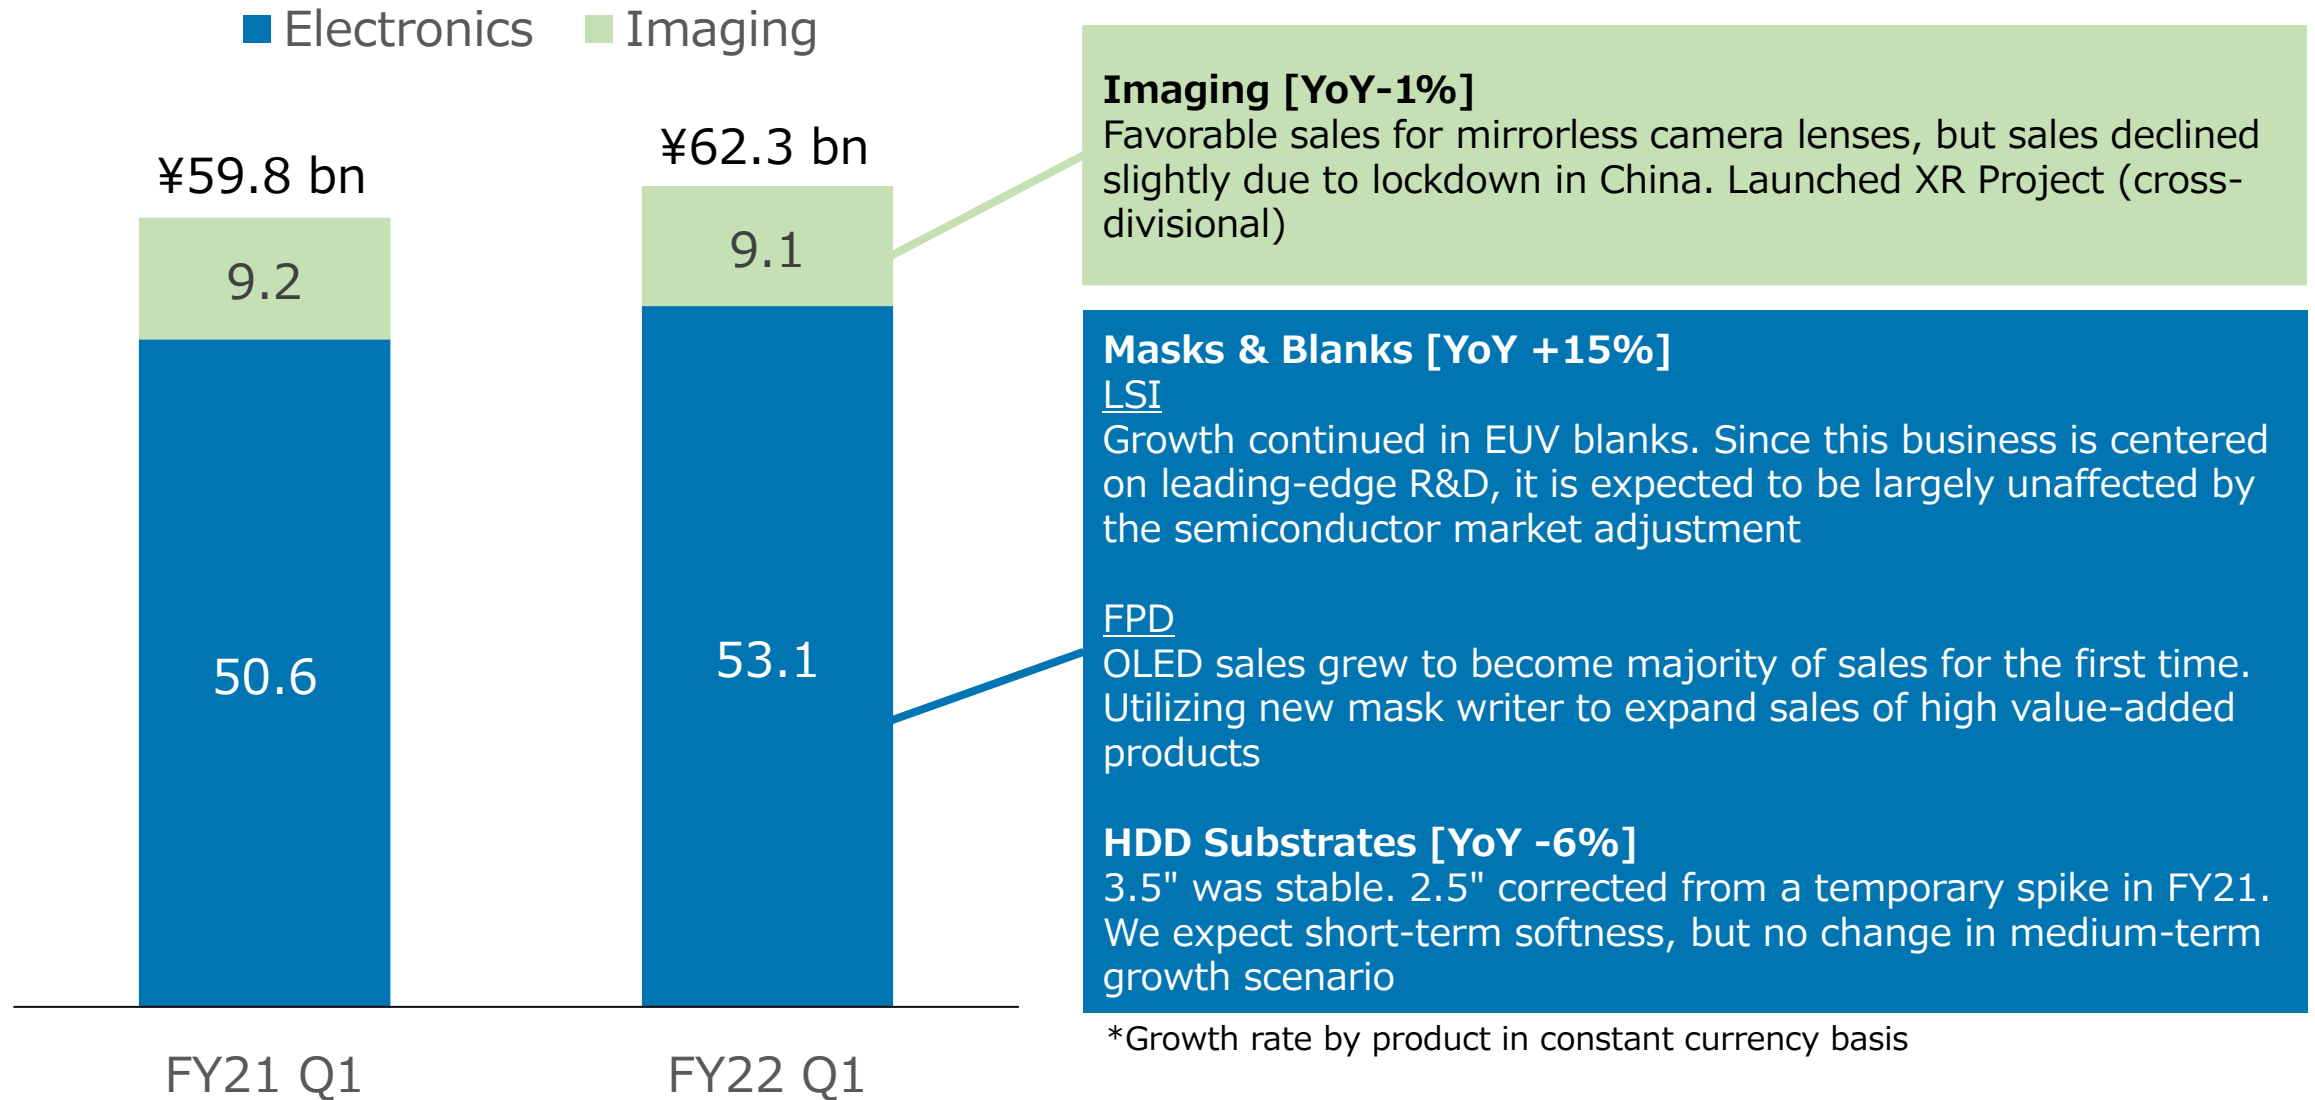 Electronics Imaging
¥59.8 bn
¥62.3 bn
9.2
9.1
50.6
53.1
FY21 Q1
FY22 Q1
Imaging [YoY-1%]
Favorable sales for mirrorless camera lenses, but sales declined
slightly due to lockdown in China. Launched XR Project (cross-
divisional)
Masks & Blanks [YoY +15%]
LSI
Growth continued in EUV blanks. Since this business is centered
on leading-edge R&D, it is expected to be largely unaffected by
the semiconductor market adjustment
FPD
OLED sales grew to become majority of sales for the first time.
Utilizing new mask writer to expand sales of high value-added
products
HDD Substrates [YoY -6%]
3.5" was stable. 2.5" corrected from a temporary spike in FY21.
We expect short-term softness, but no change in medium-term
growth scenario
*Growth rate by product in constant currency basis